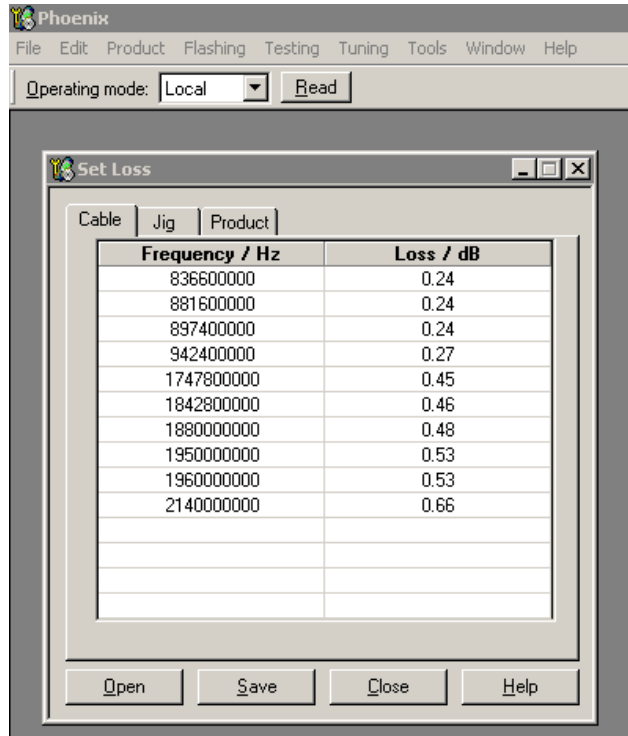 Phoenix
File Edit Product Flashing Testing Tuning Tools Window Help
Operating mode: Local Read
Set Loss
Cable Jig Product
Frequency / Hz Loss / dB
836600000 0.24
881600000 0.24
897400000 0.24
942400000 0.27
1747800000 0.45
1842800000 0.46
1880000000 0.48
1950000000 0.53
1960000000 0.53
2140000000 0.66
Open Save Close Help